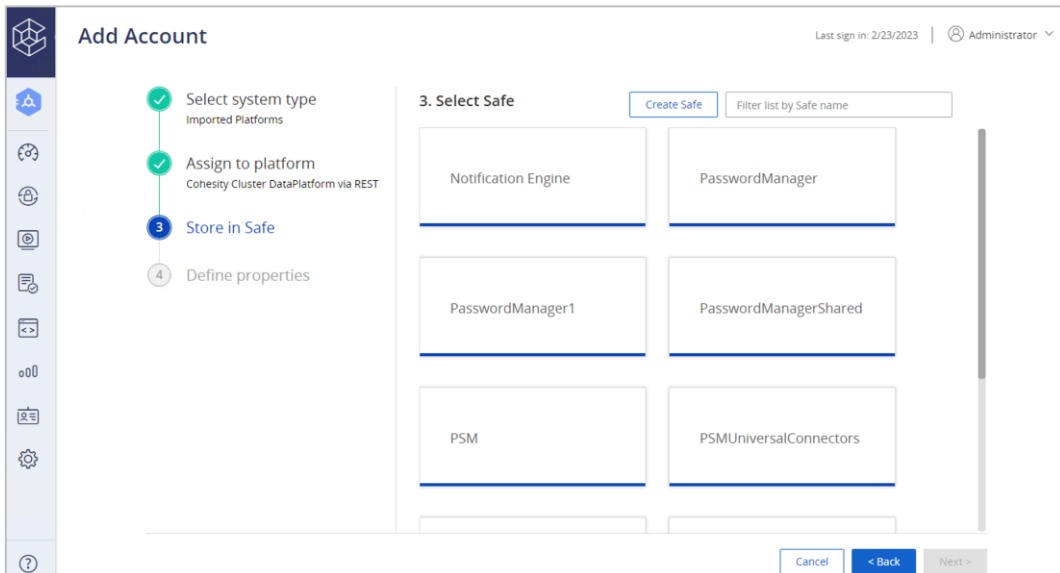 Add Account
Last sign in: 2/23/2023
Administrator
Select system type
Imported Platforms
Assign to platform
Cohesity Cluster DataPlatform via REST
3
Store in Safe
4
Define properties
3. Select Safe
Create Safe
Filter list by Safe name
Notification Engine
PasswordManager
PasswordManager1
PasswordManagerShared
PSM
PSMUniversalConnectors
Cancel
< Back
Next >